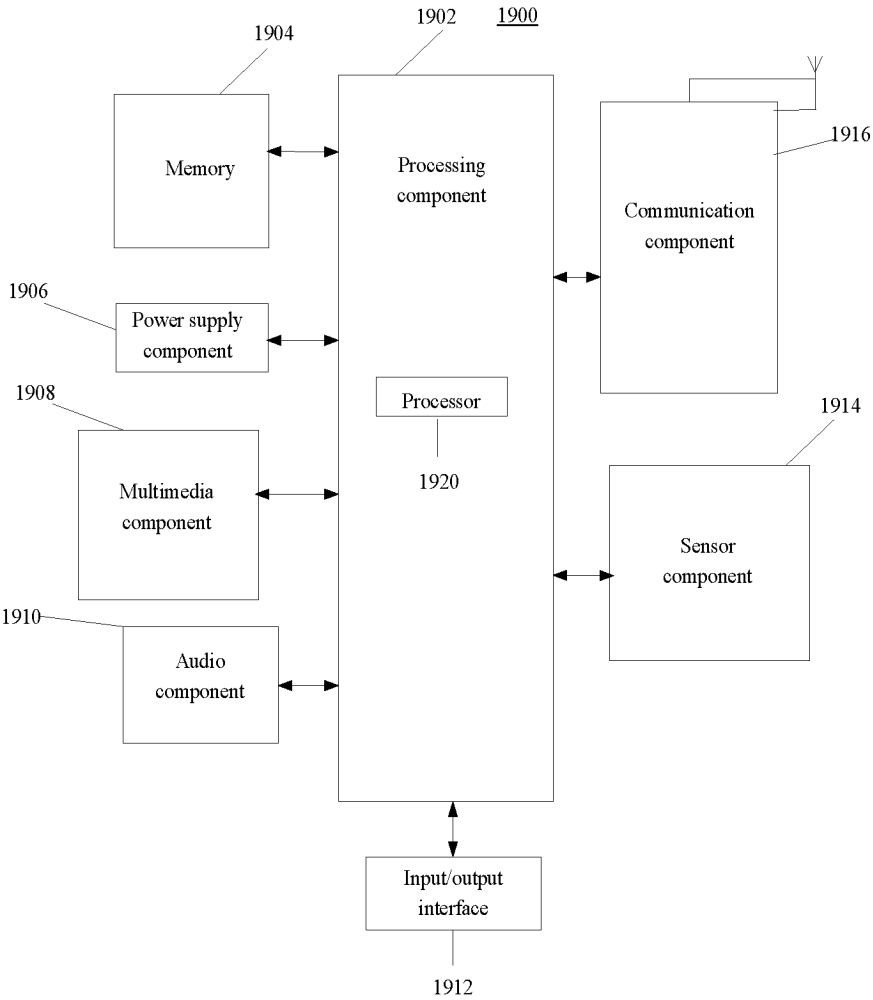 1900
1902
1904
1916
Memory
Processing
component
Communication
component
1906
Power supply
component
1908
Processor
1920
1914
Multimedia
component
Sensor
component
1910
Audio
component
Input/output
interface
1912